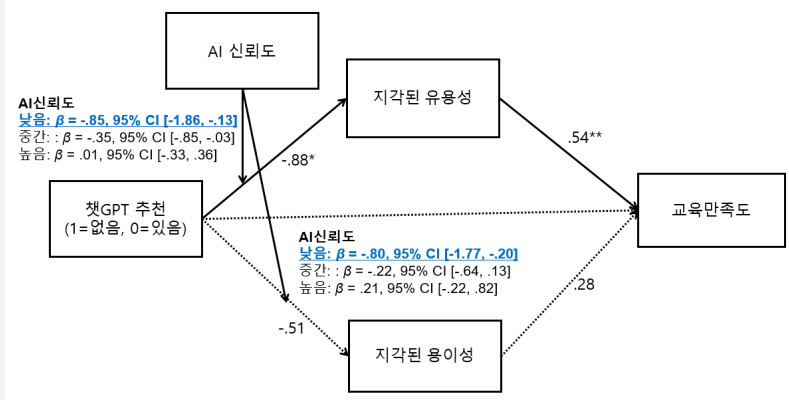 AI 신뢰도
지각된 유용성
AI신뢰도
낮음: β = -.85, 95% CI [-1.86, -.13]
중간: : β = -.35, 95% CI [-.85, -.03]
높음: β = .01, 95% CI [-.33, .36]
-.88*
.54**
챗GPT 추천
(1=없음, 0=있음)
교육만족도
AI신뢰도
낮음: β = -.80, 95% CI [-1.77, -.20]
중간: : β = -.22, 95% CI [-.64, .13]
높음: β = .21, 95% CI [-.22, .82]
.28
-.51
지각된 용이성